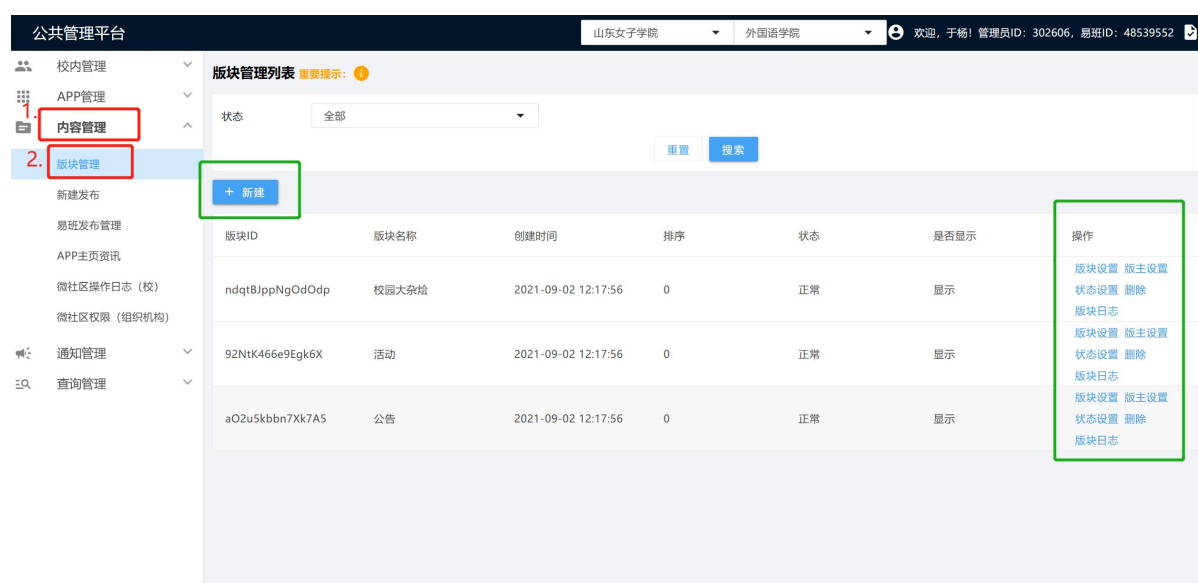 公共管理平台
山东女子学院
外国语学院
欢迎，于杨！管理员ID：302606，易班ID：48539552
校内管理
APP管理
1.
内容管理
2.
版块管理
新建发布
易班发布管理
APP主页资讯
微社区操作日志（校）
微社区权限（组织机构）
通知管理
查询管理
版块管理列表 重要提示：
状态 全部
重置 搜索
+ 新建
版块ID 版块名称 创建时间 排序 状态 是否显示 操作
ndqtBJppNgOdOdp 校园大杂烩 2021-09-02 12:17:56 0 正常 显示
版块设置 版主设置
状态设置 删除
版块日志
92NtK466e9Egk6X 活动 2021-09-02 12:17:56 0 正常 显示
版块设置 版主设置
状态设置 删除
版块日志
aO2u5kbbn7Xk7A5 公告 2021-09-02 12:17:56 0 正常 显示
版块设置 版主设置
状态设置 删除
版块日志